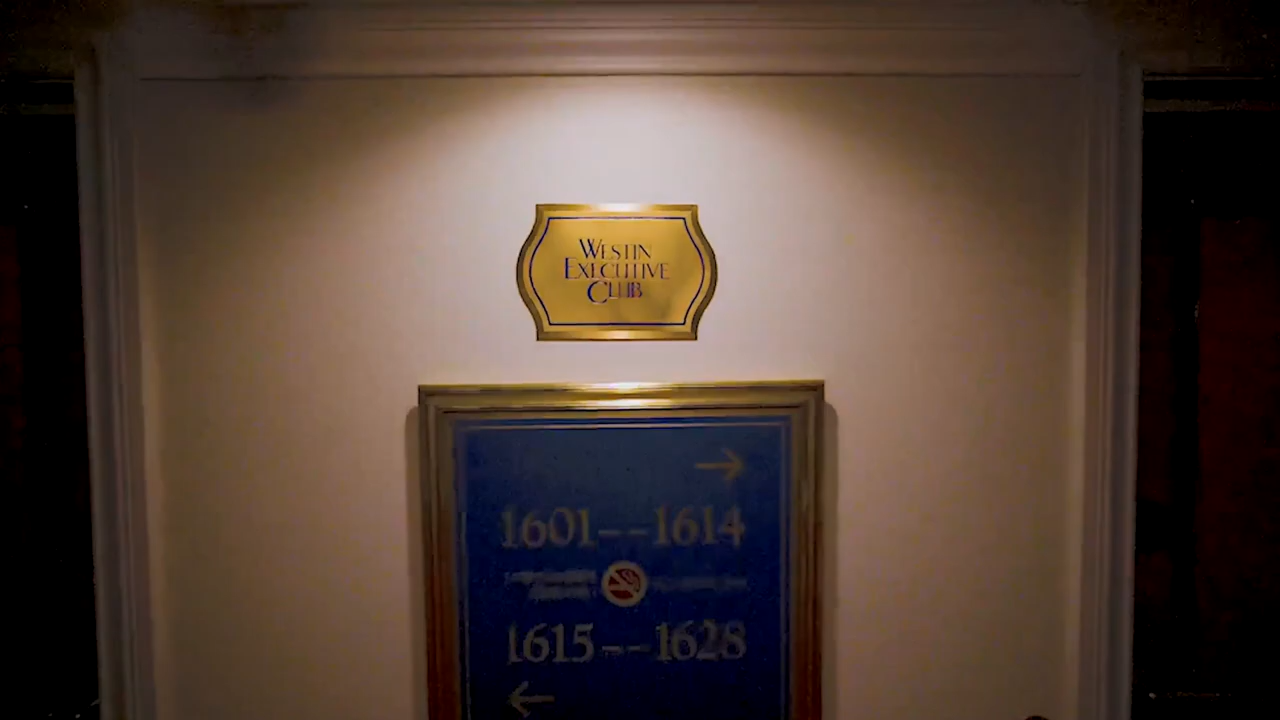 WESTIN
EXECUTIVE
CLUB
→
1601--1614
1615--1628
←